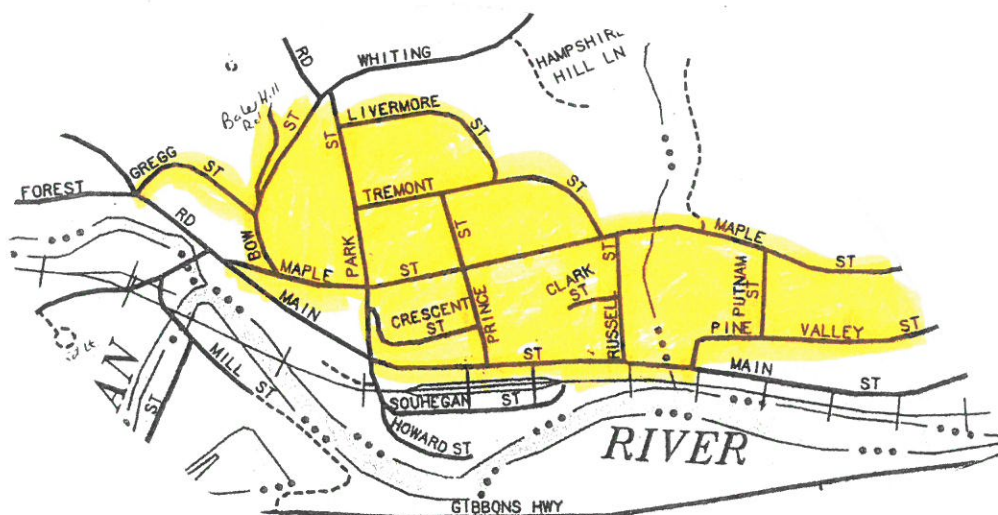 RD
WHITING
HAMPSHIRE
HILL LN
Bales Hill
Rd
ST
LIVERMORE
ST
ST
GREGG
ST
FOREST
RD
TREMONT
ST
ST
BOW
PARK
MAPLE
ST
MAPLE
ST
MAIN
CRESCENT
ST
PRINCE
CLARK
ST
ST
RUSSELL
PUTNAM
ST
PINE VALLEY ST
ST
MAIN
ST
MILL ST
AN
ST
SOUHEGAN ST
HOWARD ST
RIVER
GIBBONS HWY